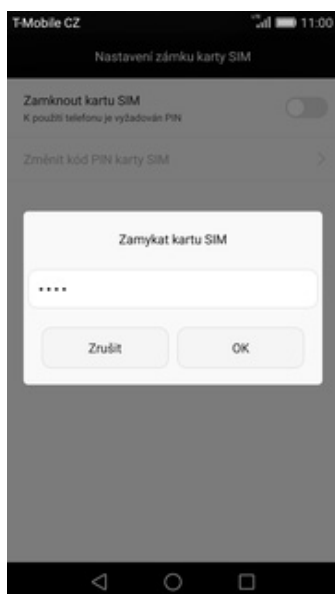 T-Mobile CZ 11:00
Nastavení zámku karty SIM
Zamknout kartu SIM
K použití telefonu je vyžadován PIN
Změnit kód PIN karty SIM
Zamykat kartu SIM
····
Zrušit OK